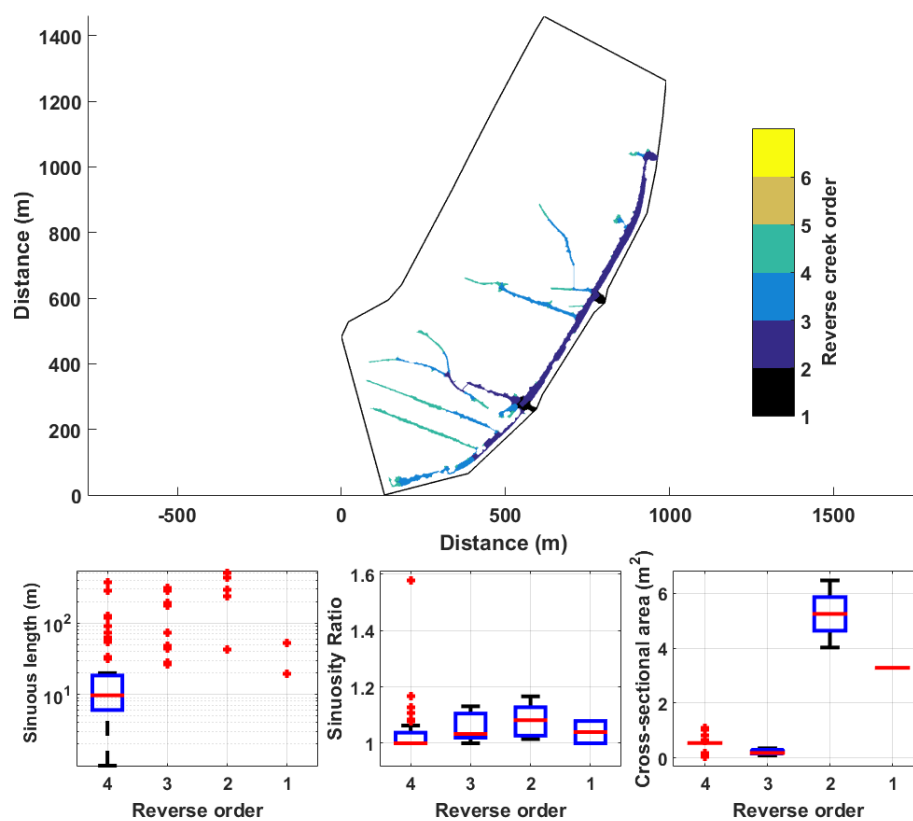 1400
1200
1000
800
600
400
200
0
Distance (m)
-500
0
500
1000
1500
Distance (m)
6
5
4
3
2
1
Reverse creek order
10^2
10^1
Sinuous length (m)
4 3 2 1
Reverse order
1.6
1.4
1.2
1
Sinuosity Ratio
4 3 2 1
Reverse order
6
4
2
0
Cross-sectional area (m^2)
4 3 2 1
Reverse order